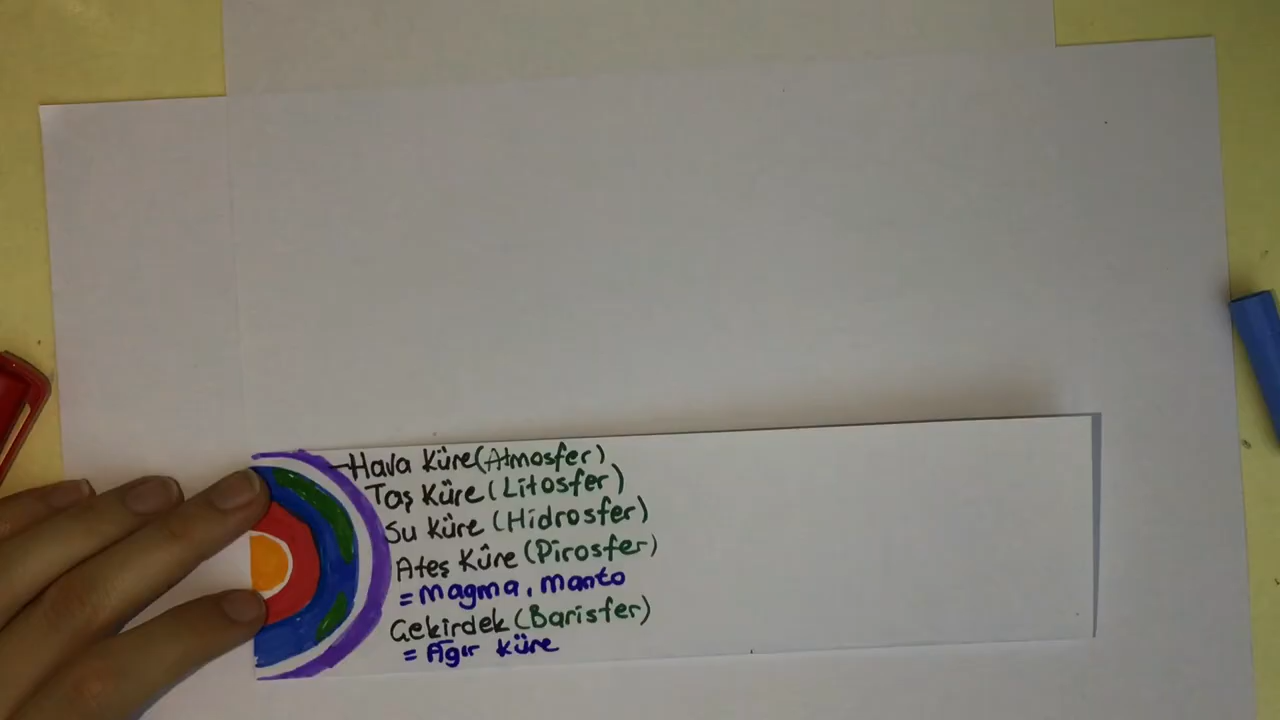 Hava Küre (Atmosfer)
Taş Küre (Litosfer)
Su Küre (Hidrosfer)
Ateş Küre (Pirosfer)
= Magma, Manto
Çekirdek (Barisfer)
= Ağır Küre